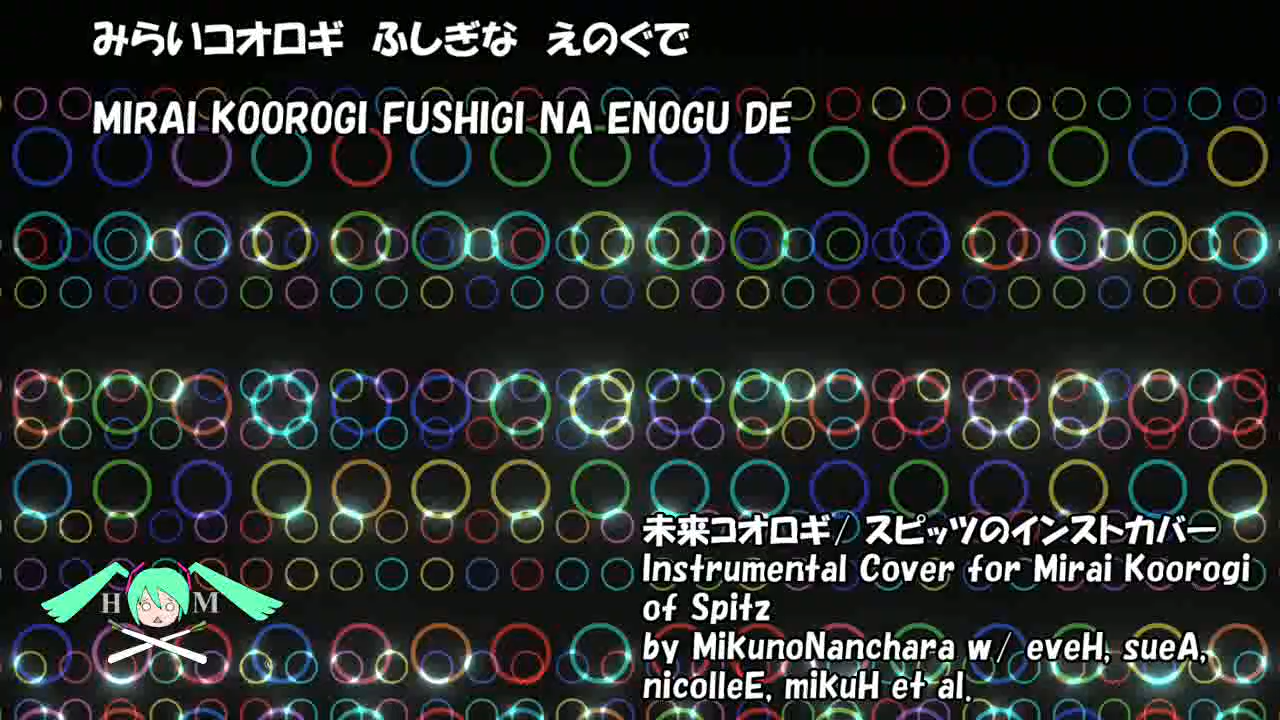 みらいコオロギ　ふしぎな　えのぐで
MIRAI KOOROGI FUSHIGI NA ENOGU DE
未来コオロギ/ スピッツのインストカバー
Instrumental Cover for Mirai Koorogi
of Spitz
by MikunoNanchara w/ eveH, sueA,
nicolleE, mikuH et al.
H M